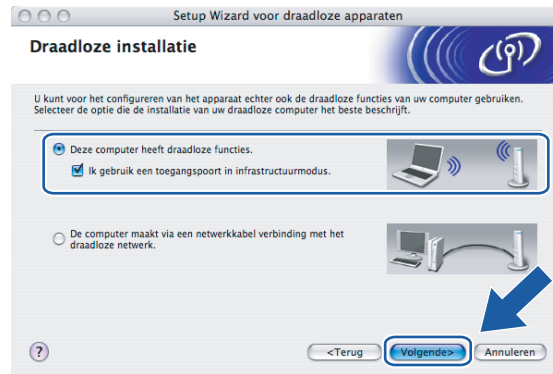 Setup Wizard voor draadloze apparaten
Draadloze installatie
U kunt voor het configureren van het apparaat echter ook de draadloze functies van uw computer gebruiken.
Selecteer de optie die de installatie van uw draadloze computer het beste beschrijft.
Deze computer heeft draadloze functies.
Ik gebruik een toegangspoort in infrastructuurmodus.
De computer maakt via een netwerkkabel verbinding met het
draadloze netwerk.
?
<Terug
Volgende>
Annuleren